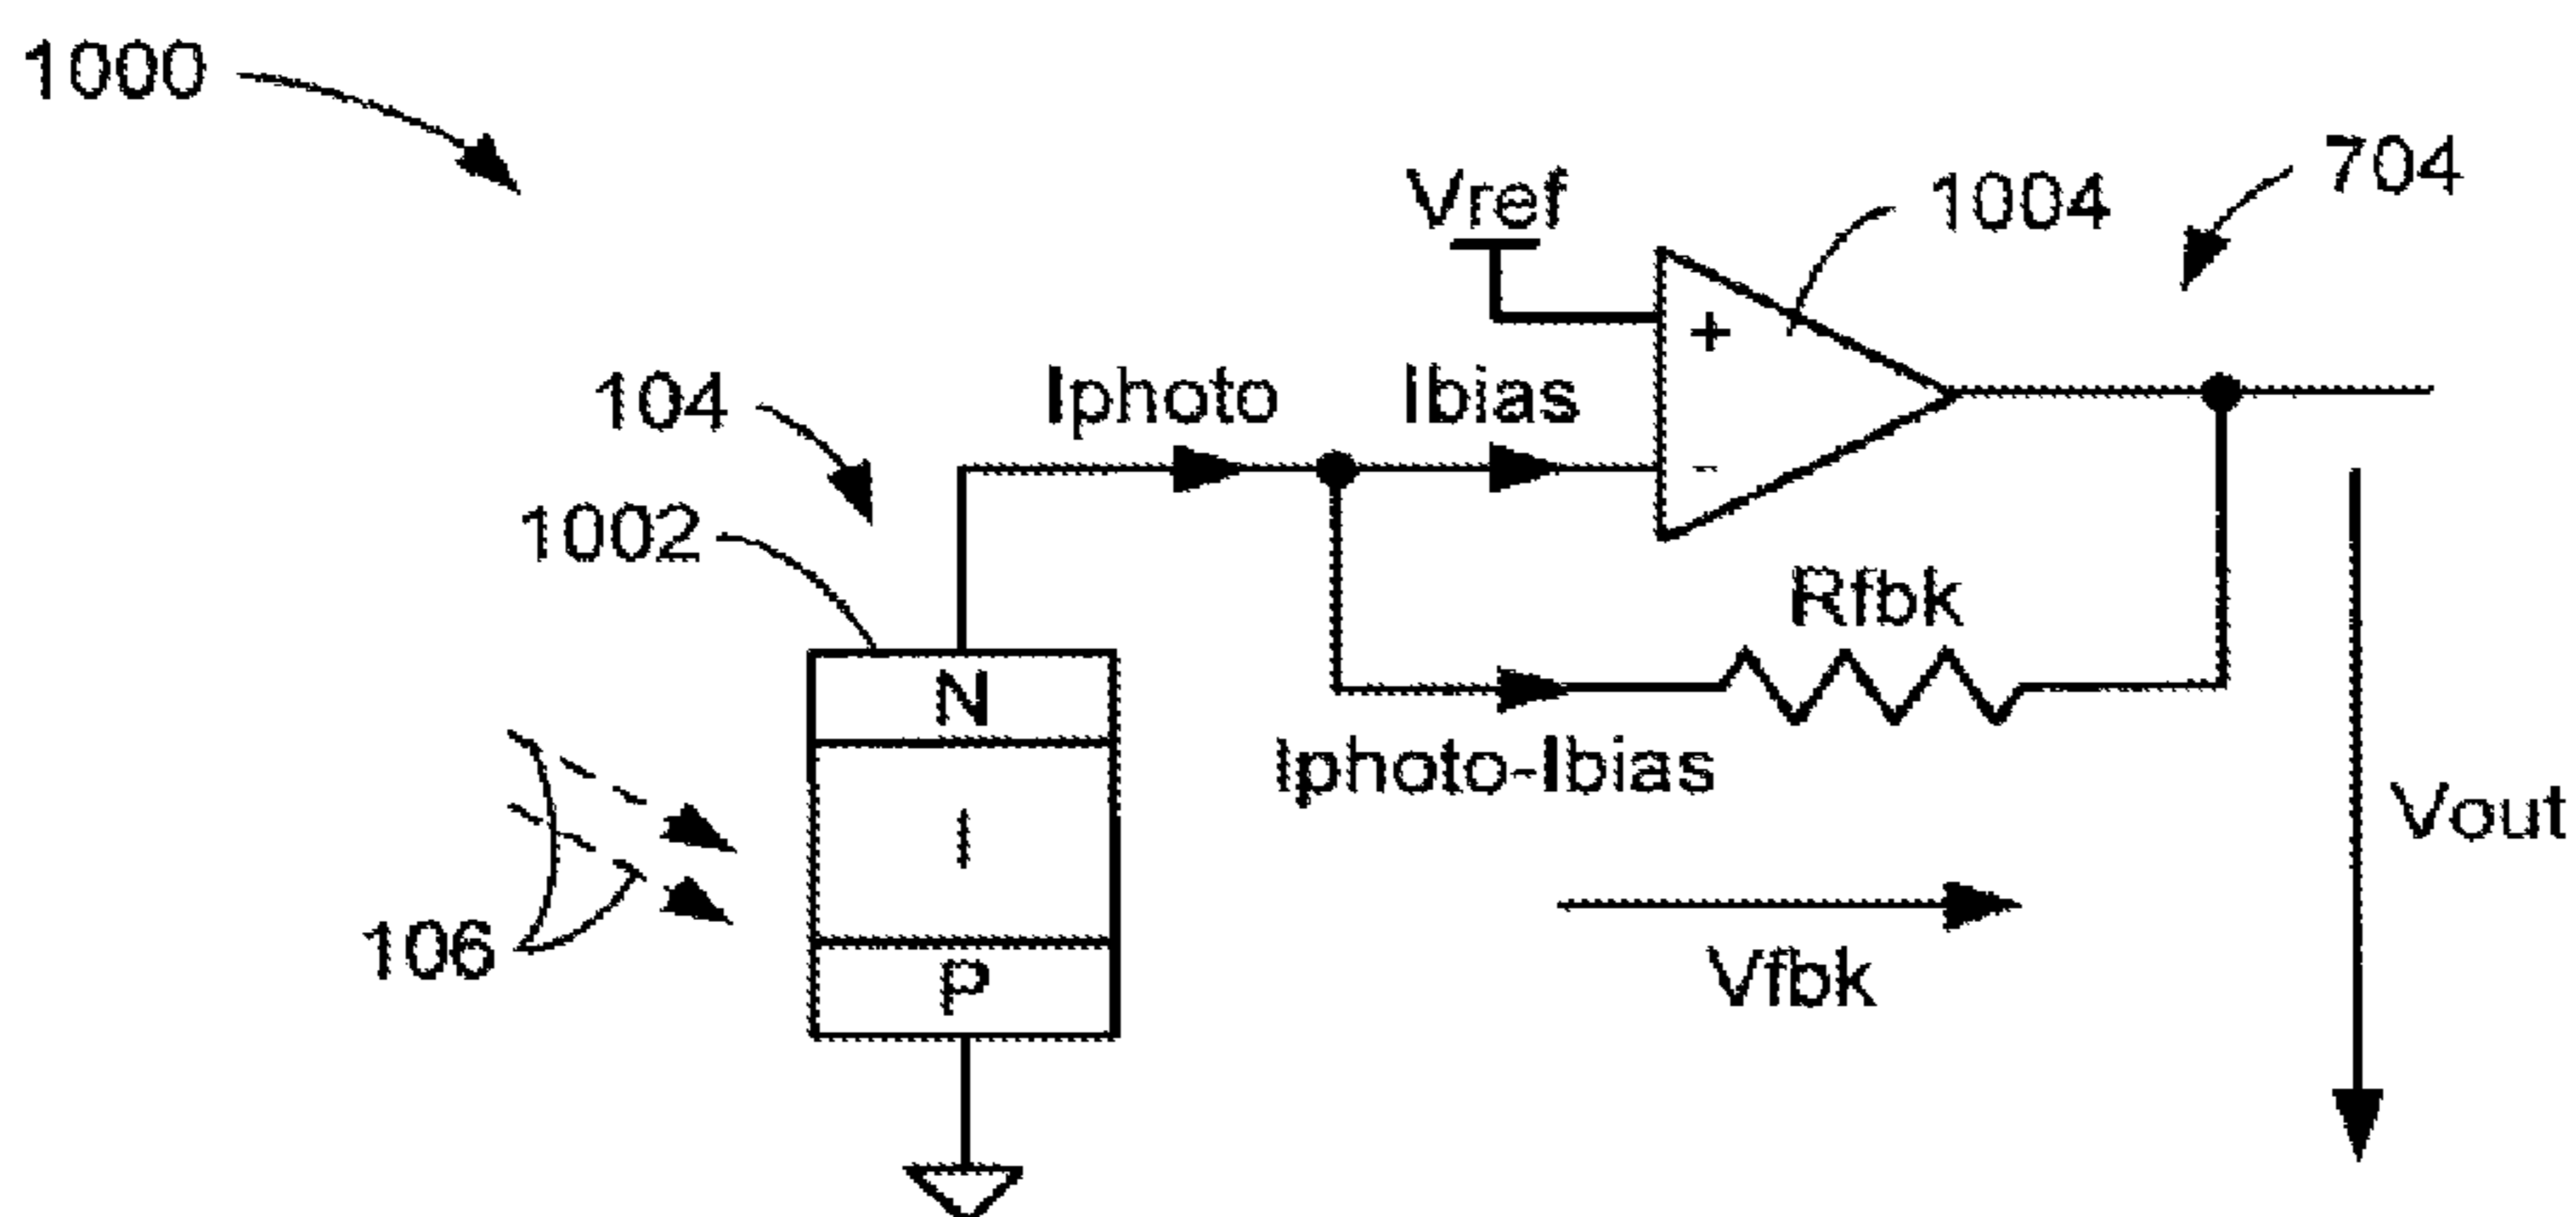 1000
704
Vref
1004
+
104
Iphoto
Ibias
-
1002
Rfbk
N
Iphoto-Ibias
I
Vout
106
P
Vfbk